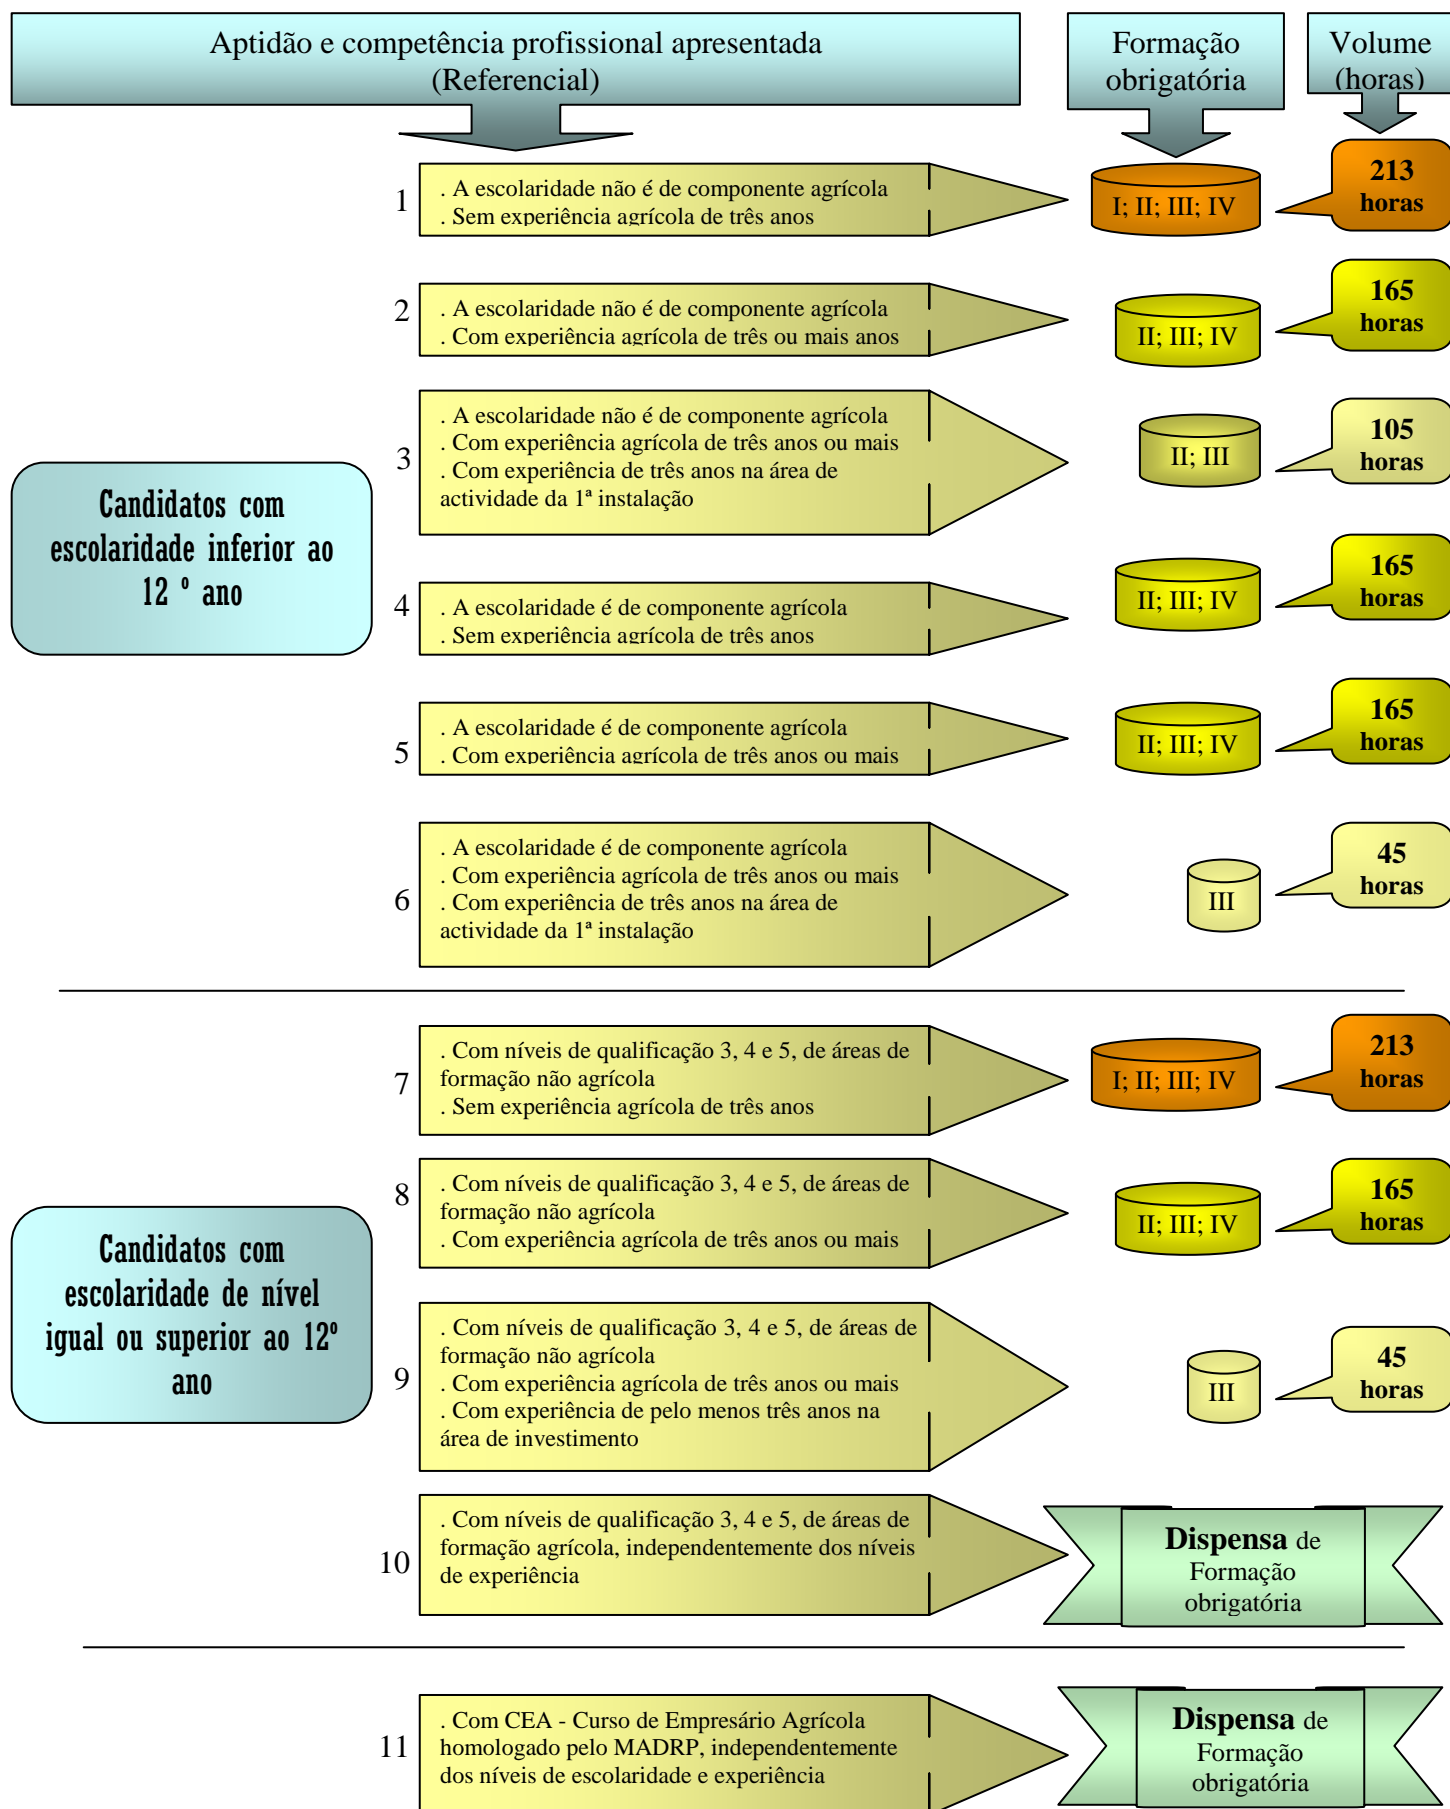 Aptidão e competência profissional apresentada
(Referencial)
Formação
obrigatória
Volume
(horas)
1
. A escolaridade não é de componente agrícola
. Sem experiência agrícola de três anos
I; II; III; IV
213
horas
2
. A escolaridade não é de componente agrícola
. Com experiência agrícola de três ou mais anos
II; III; IV
165
horas
Candidatos com
escolaridade inferior ao
12 º ano
3
. A escolaridade não é de componente agrícola
. Com experiência agrícola de três anos ou mais
. Com experiência de três anos na área de
actividade da 1ª instalação
II; III
105
horas
4
. A escolaridade é de componente agrícola
. Sem experiência agrícola de três anos
II; III; IV
165
horas
5
. A escolaridade é de componente agrícola
. Com experiência agrícola de três anos ou mais
II; III; IV
165
horas
6
. A escolaridade é de componente agrícola
. Com experiência agrícola de três anos ou mais
. Com experiência de três anos na área de
actividade da 1ª instalação
III
45
horas
7
. Com níveis de qualificação 3, 4 e 5, de áreas de
formação não agrícola
. Sem experiência agrícola de três anos
I; II; III; IV
213
horas
8
. Com níveis de qualificação 3, 4 e 5, de áreas de
formação não agrícola
. Com experiência agrícola de três anos ou mais
II; III; IV
165
horas
Candidatos com
escolaridade de nível
igual ou superior ao 12º
ano
9
. Com níveis de qualificação 3, 4 e 5, de áreas de
formação não agrícola
. Com experiência agrícola de três anos ou mais
. Com experiência de pelo menos três anos na
área de investimento
III
45
horas
10
. Com níveis de qualificação 3, 4 e 5, de áreas de
formação agrícola, independentemente dos níveis
de experiência
Dispensa de
Formação
obrigatória
11
. Com CEA - Curso de Empresário Agrícola
homologado pelo MADRP, independentemente
dos níveis de escolaridade e experiência
Dispensa de
Formação
obrigatória